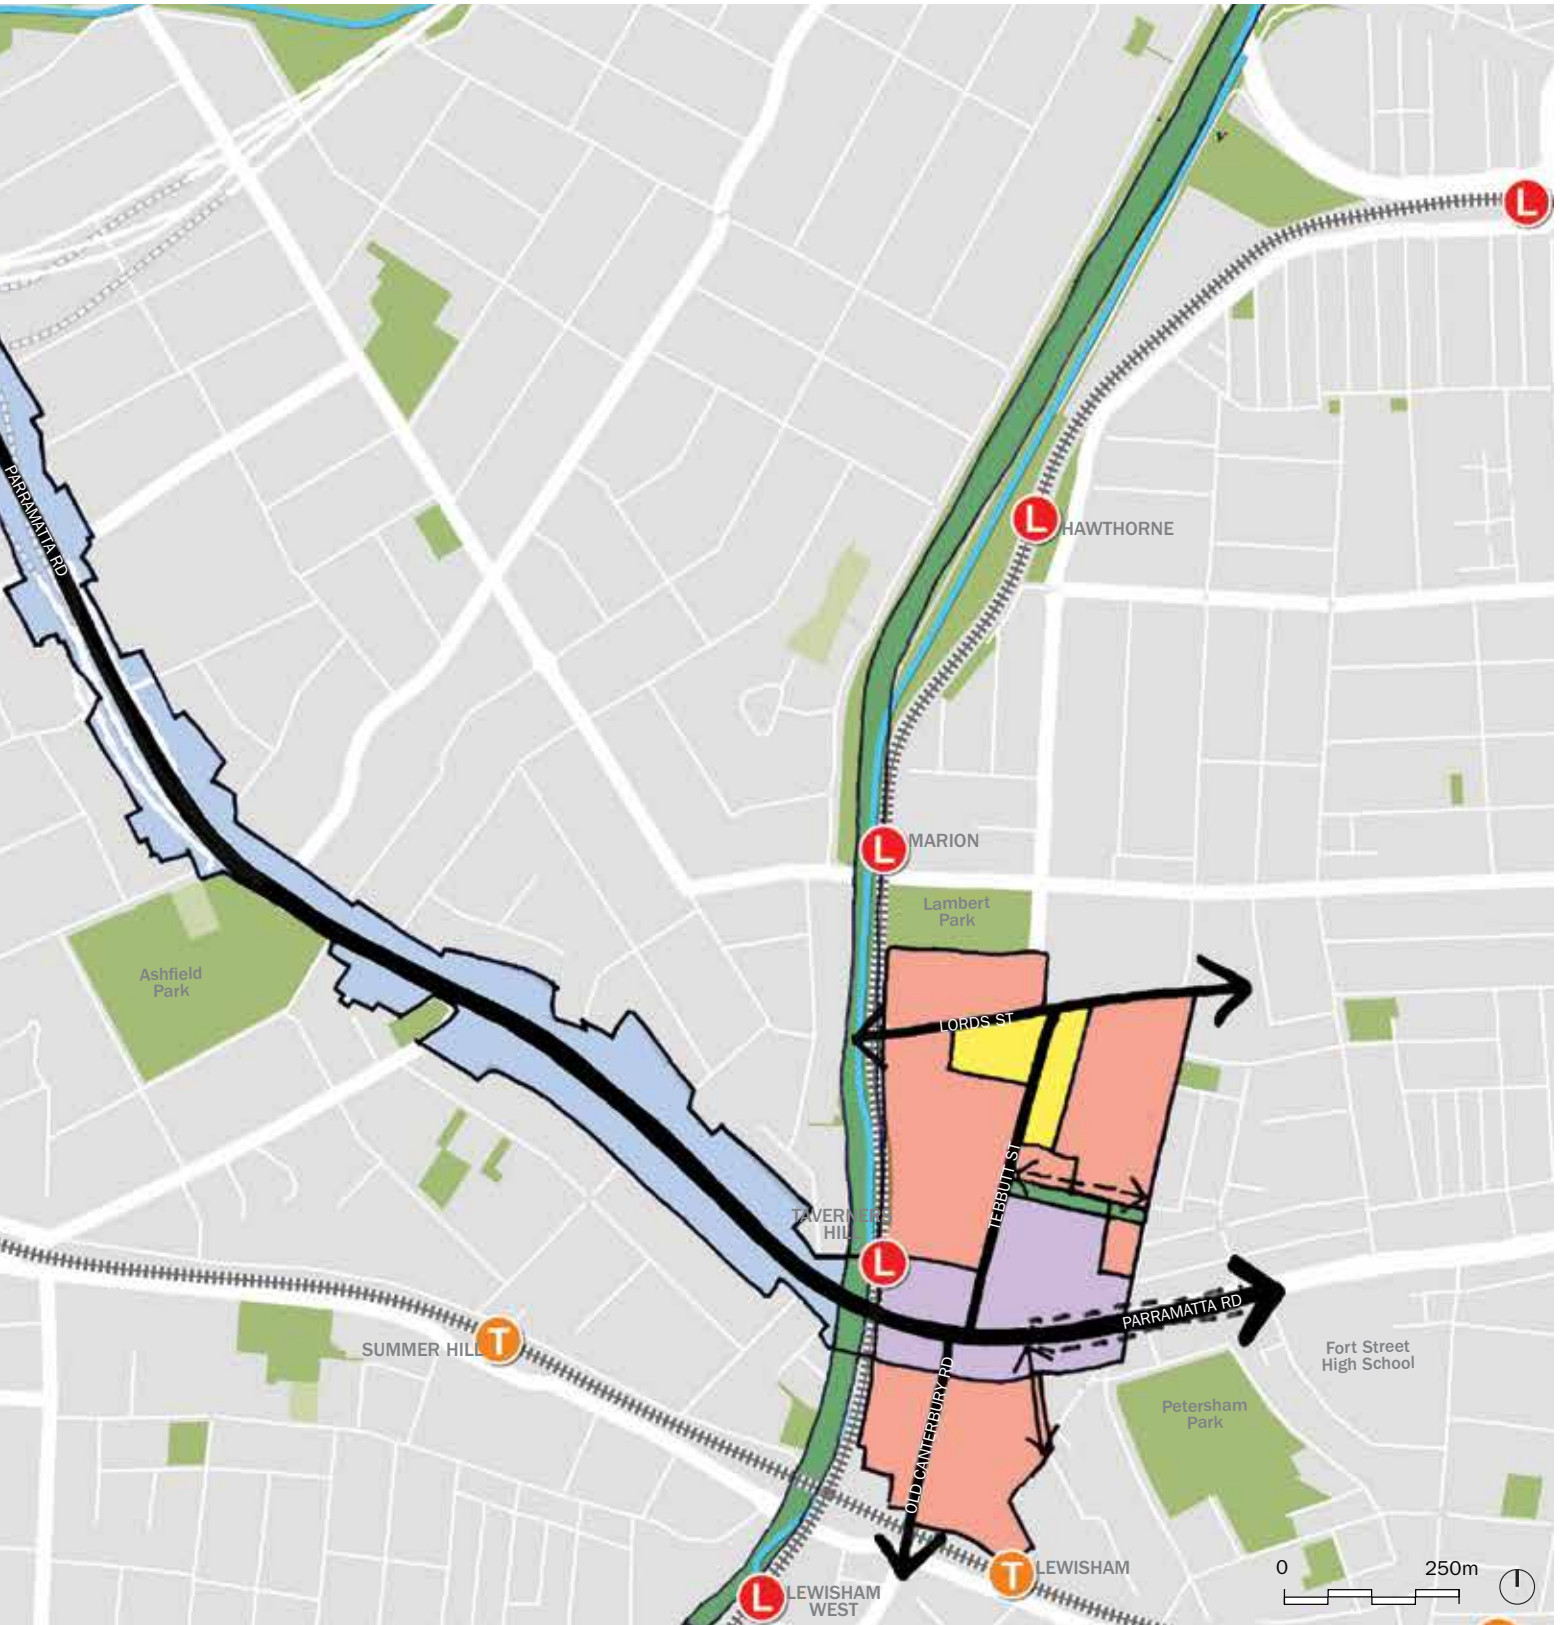 L
PARRAMATTA RD
L
HAWTHORNE
L
MARION
Lambert
Park
Ashfield
Park
LORDS ST
TEBBUTT ST
TAVERNERS
HILL
L
PARRAMATTA RD
T
SUMMER HILL
Fort Street
High School
Petersham
Park
OLD CANTERBURY RD
T
LEWISHAM
L
LEWISHAM
WEST
0
250m